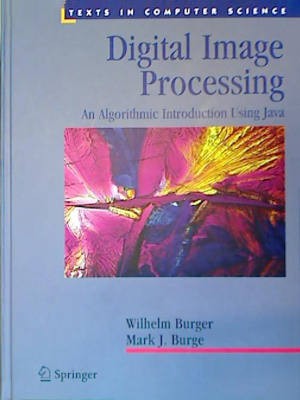 TEXTS IN COMPUTER SCIENCE
Digital Image
Processing
An Algorithmic Introduction Using Java
Wilhelm Burger
Mark J. Burge
Springer